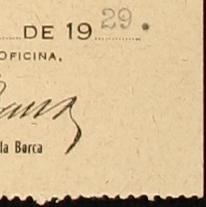 DE 19 29.
OFICINA,
la Barca